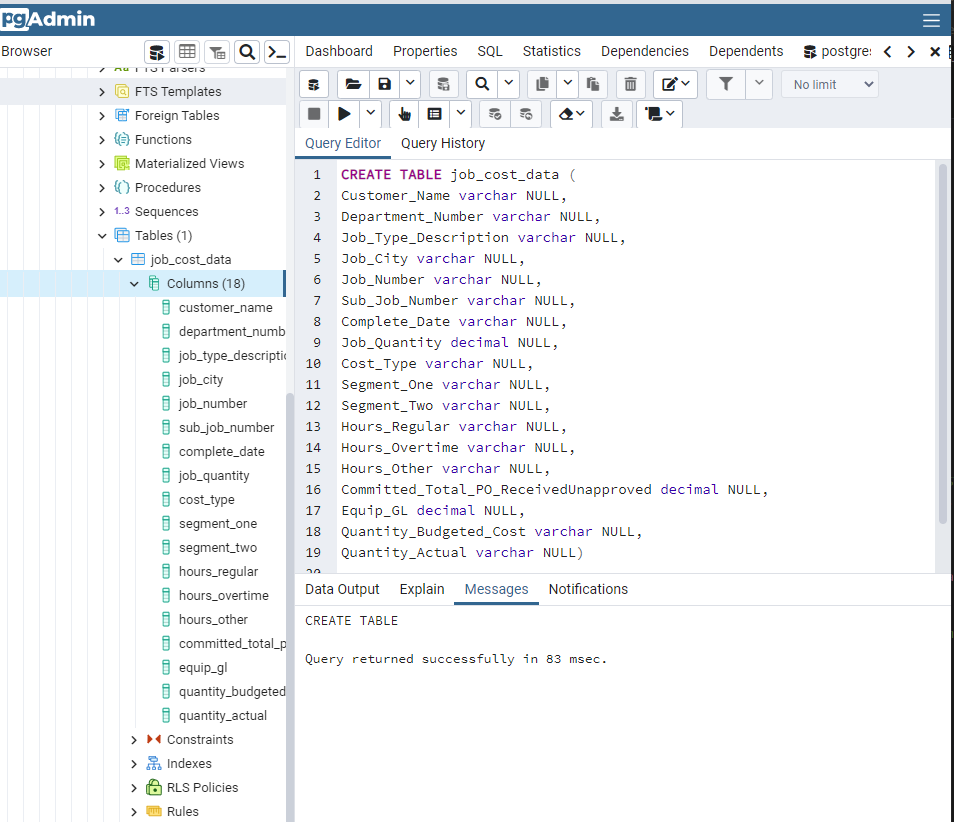 pgAdmin
Browser
Dashboard Properties SQL Statistics Dependencies Dependents postgre
FTS Parsers
FTS Templates
Foreign Tables
Functions
Materialized Views
Procedures
1..3 Sequences
Tables (1)
job_cost_data
Columns (18)
customer_name
department_numb
job_type_descriptio
job_city
job_number
sub_job_number
complete_date
job_quantity
cost_type
segment_one
segment_two
hours_regular
hours_overtime
hours_other
committed_total_p
equip_gl
quantity_budgeted
quantity_actual
Constraints
Indexes
RLS Policies
Rules
No limit
Query Editor Query History
1 CREATE TABLE job_cost_data (
2 Customer_Name varchar NULL,
3 Department_Number varchar NULL,
4 Job_Type_Description varchar NULL,
5 Job_City varchar NULL,
6 Job_Number varchar NULL,
7 Sub_Job_Number varchar NULL,
8 Complete_Date varchar NULL,
9 Job_Quantity decimal NULL,
10 Cost_Type varchar NULL,
11 Segment_One varchar NULL,
12 Segment_Two varchar NULL,
13 Hours_Regular varchar NULL,
14 Hours_Overtime varchar NULL,
15 Hours_Other varchar NULL,
16 Committed_Total_PO_ReceivedUnapproved decimal NULL,
17 Equip_GL decimal NULL,
18 Quantity_Budgeted_Cost varchar NULL,
19 Quantity_Actual varchar NULL)
20
Data Output Explain Messages Notifications
CREATE TABLE
Query returned successfully in 83 msec.